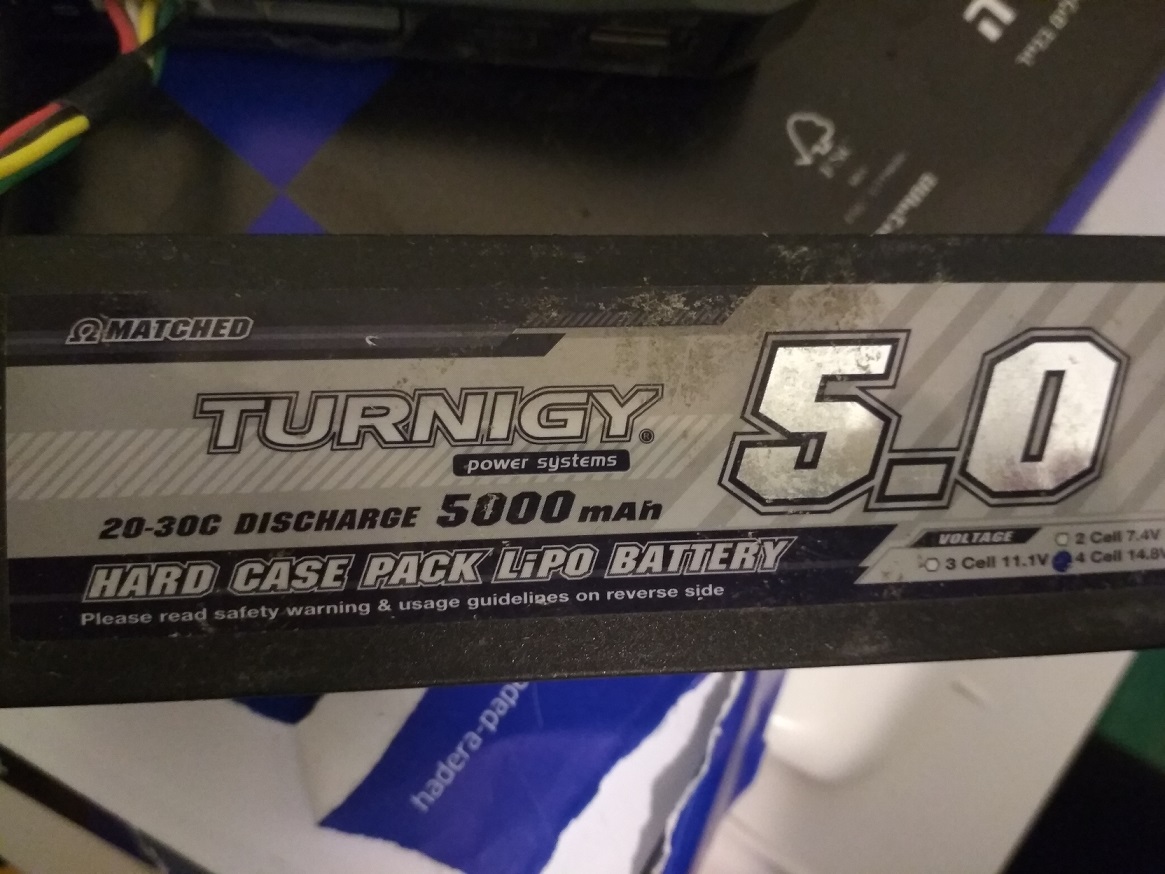 Ω MATCHED
TURNIGY®
power systems
5.0
20-30C DISCHARGE 5000 mAh
HARD CASE PACK LiPO BATTERY
Please read safety warning & usage guidelines on reverse side
VOLTAGE
2 Cell 7.4V
3 Cell 11.1V
4 Cell 14.8V
hadera-pape